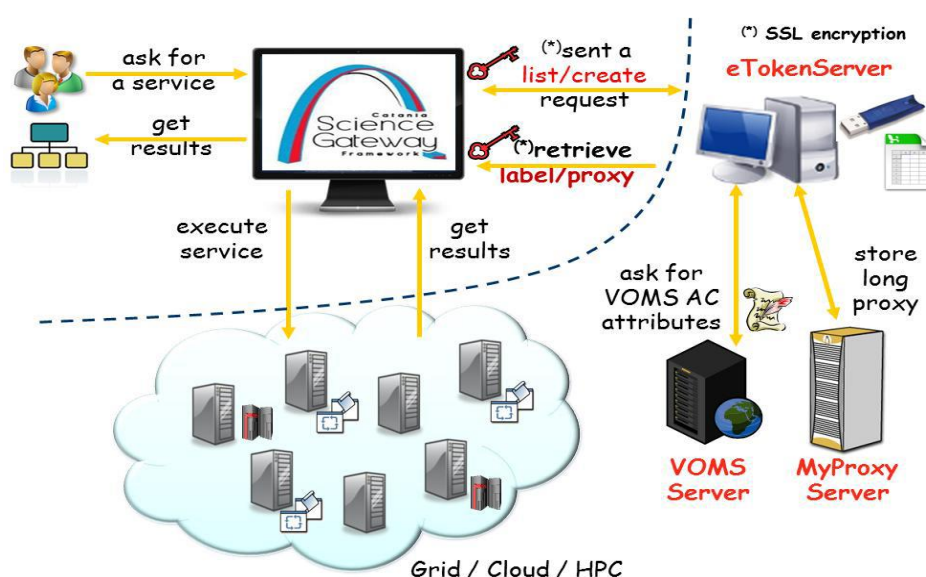 (*) SSL encryption
eTokenServer
ask for
a service
get
results
Catania
Science
Gateway
Framework
(*)sent a
list/create
request
(*)retrieve
label/proxy
execute
service
get
results
ask for
VOMS AC
attributes
store
long
proxy
VOMS
Server
MyProxy
Server
Grid / Cloud / HPC